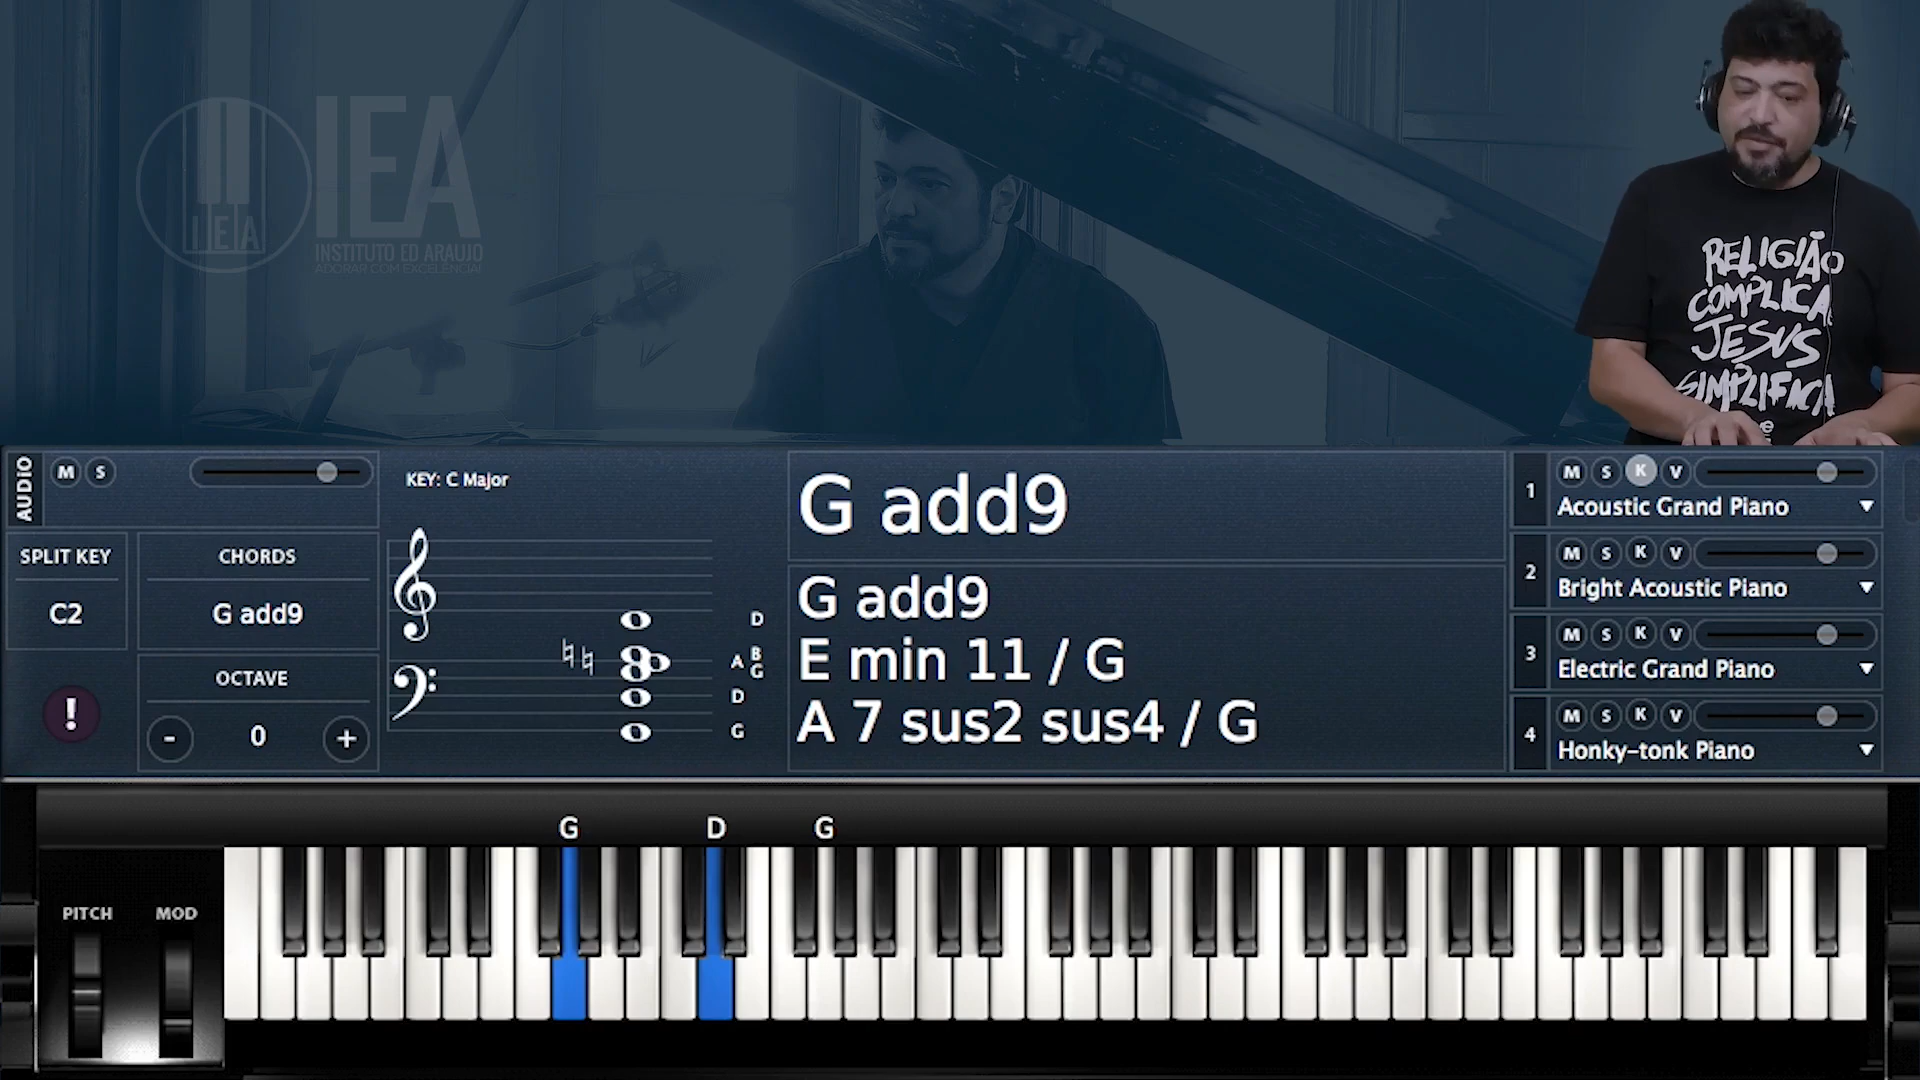 IEA
IEA
INSTITUTO ED ARAUJO
ADORAR COM EXCELÊNCIA!
RELIGIÃO
COMPLICA,
JESUS
SIMPLIFICA
AUDIO
M S
KEY: C Major
G add9
SPLIT KEY
C2
CHORDS
G add9
OCTAVE
- 0 +
!
D
A B
G
D
G
G add9
E min 11 / G
A 7 sus2 sus4 / G
1 M S K V
Acoustic Grand Piano
2 M S K V
Bright Acoustic Piano
3 M S K V
Electric Grand Piano
4 M S K V
Honky-tonk Piano
G D G
PITCH MOD